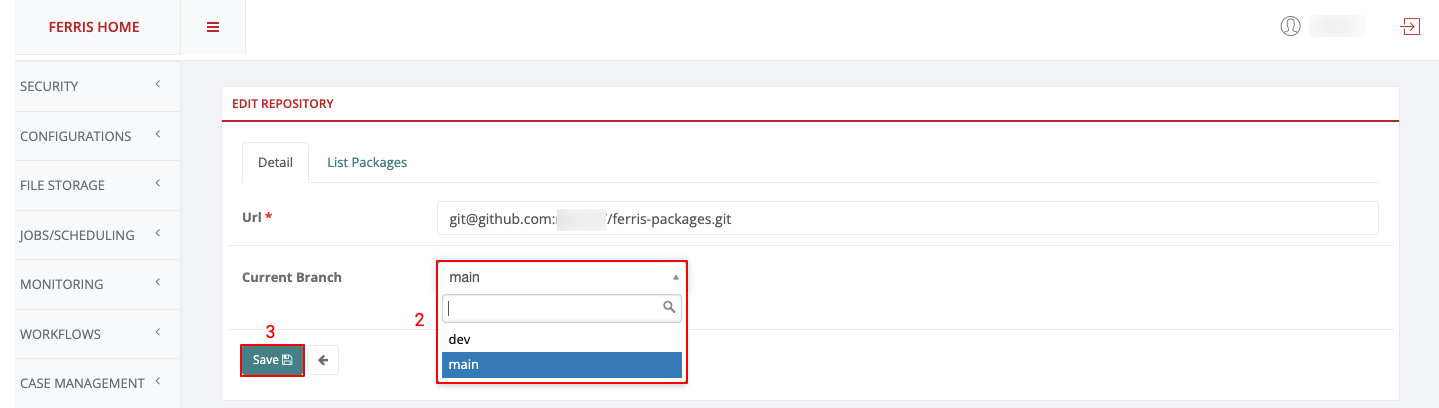 FERRIS HOME
SECURITY
CONFIGURATIONS
FILE STORAGE
JOBS/SCHEDULING
MONITORING
WORKFLOWS
CASE MANAGEMENT
EDIT REPOSITORY
Detail List Packages
Url *
git@github.com: /ferris-packages.git
Current Branch
main
2
dev
main
3
Save